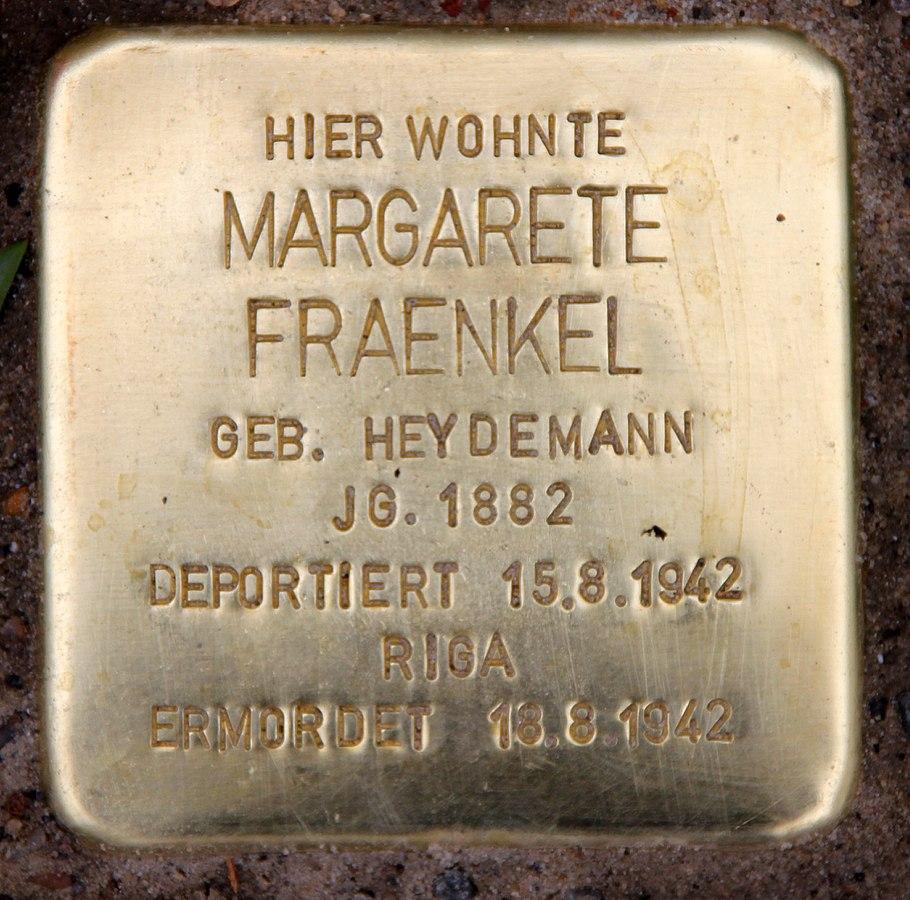 HIER WOHNTE
MARGARETE
FRAENKEL
GEB. HEYDEMANN
JG. 1882
DEPORTIERT 15.8.1942
RIGA
ERMORDET 18.8.1942